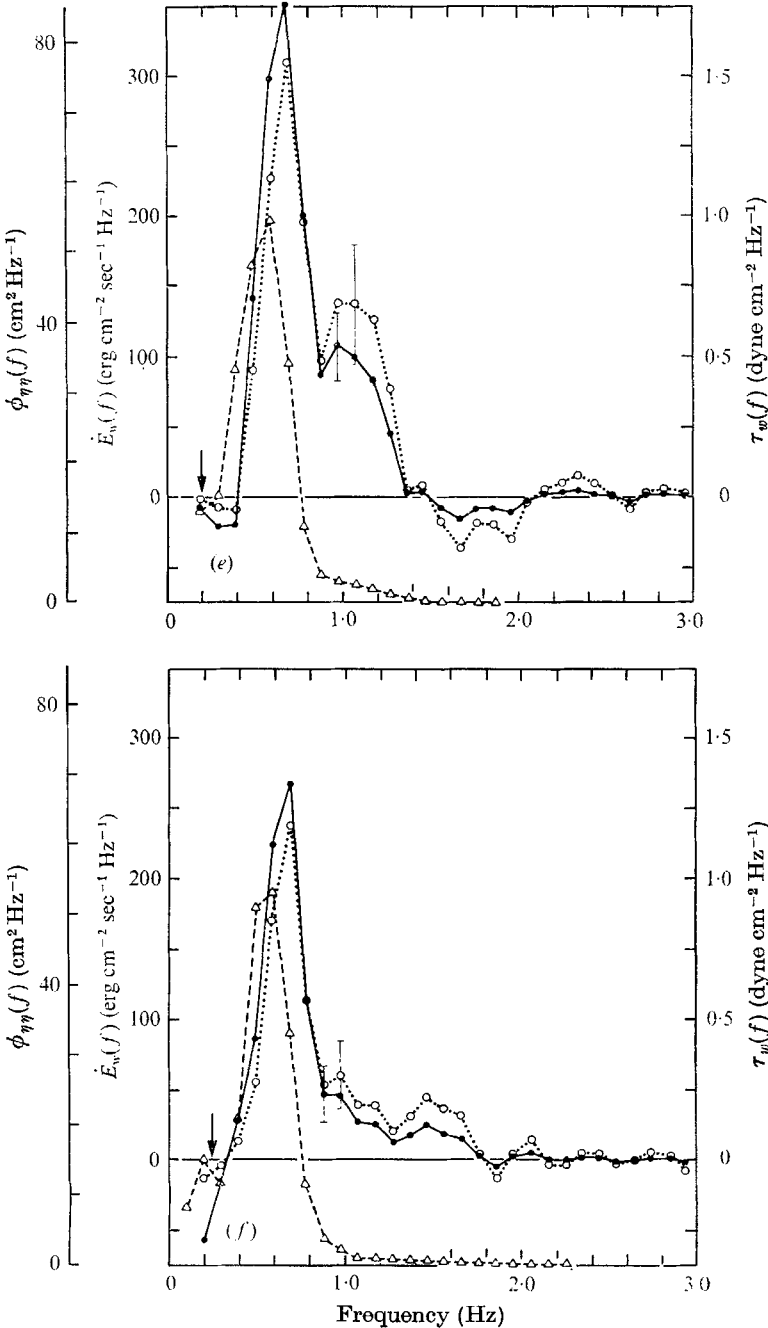 80
40
0
ϕηη(f) (cm² Hz⁻¹)
300
200
100
0
Ėw(f) (erg cm⁻² sec⁻¹ Hz⁻¹)
1·5
1·0
0·5
0
τw(f) (dyne cm⁻² Hz⁻¹)
(e)
0 1·0 2·0 3·0
80
40
0
ϕηη(f) (cm² Hz⁻¹)
300
200
100
0
Ėw(f) (erg cm⁻² sec⁻¹ Hz⁻¹)
1·5
1·0
0·5
0
τw(f) (dyne cm⁻² Hz⁻¹)
(f)
0 1·0 2·0 3·0
Frequency (Hz)